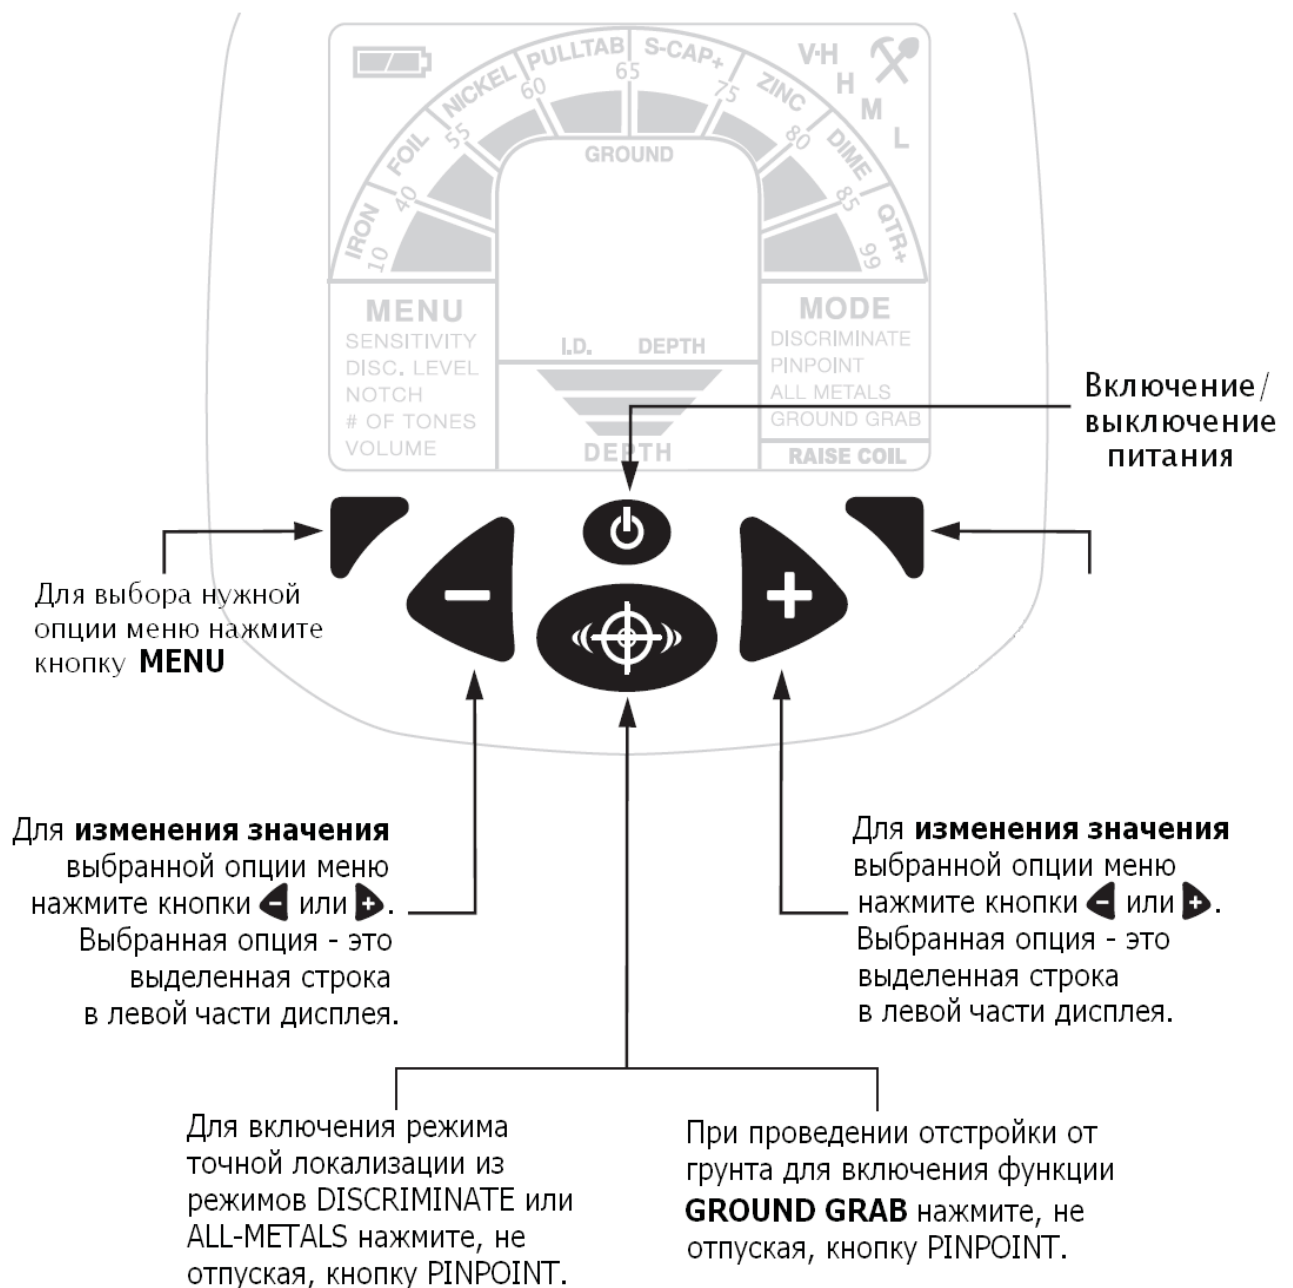 IRON
FOIL
NICKEL
PULLTAB
S-CAP+
ZINC
DIME
QTR+
10
40
55
60
65
75
80
85
99
V·H
H
M
L
GROUND
MENU
SENSITIVITY
DISC. LEVEL
NOTCH
# OF TONES
VOLUME
I.D. DEPTH
DEPTH
MODE
DISCRIMINATE
PINPOINT
ALL METALS
GROUND GRAB
RAISE COIL
Включение/
выключение
питания
Для выбора нужной
опции меню нажмите
кнопку MENU
-
+
Для изменения значения
выбранной опции меню
нажмите кнопки - или +.
Выбранная опция - это
выделенная строка
в левой части дисплея.
Для изменения значения
выбранной опции меню
нажмите кнопки - или +.
Выбранная опция - это
выделенная строка
в левой части дисплея.
Для включения режима
точной локализации из
режимов DISCRIMINATE или
ALL-METALS нажмите, не
отпуская, кнопку PINPOINT.
При проведении отстройки от
грунта для включения функции
GROUND GRAB нажмите, не
отпуская, кнопку PINPOINT.